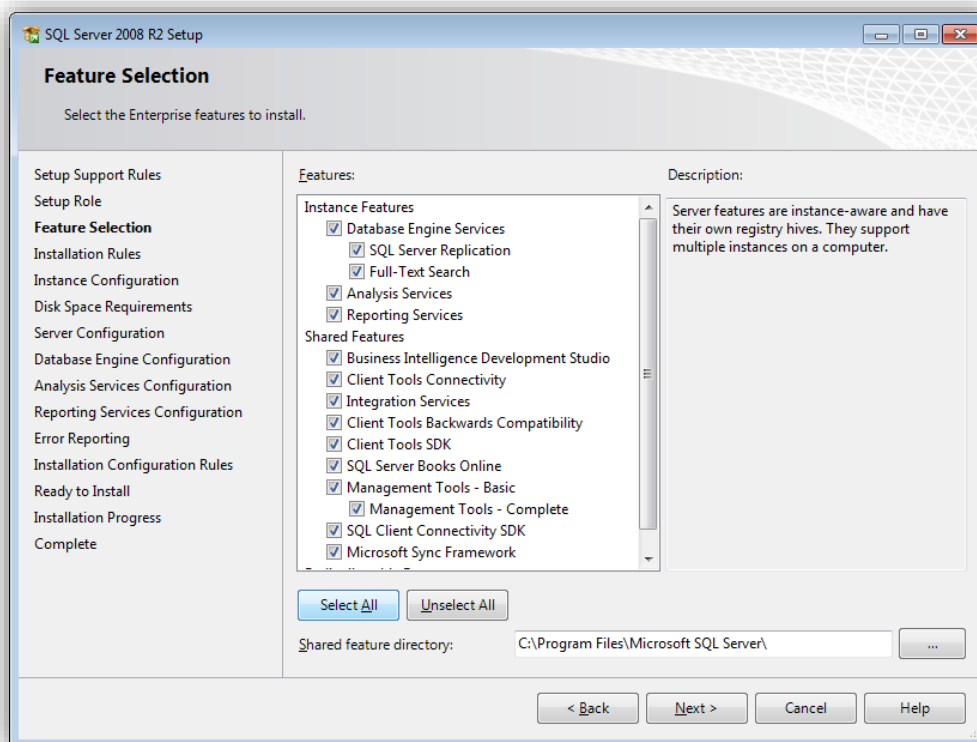 SQL Server 2008 R2 Setup
Feature Selection
Select the Enterprise features to install.
Setup Support Rules
Setup Role
Feature Selection
Installation Rules
Instance Configuration
Disk Space Requirements
Server Configuration
Database Engine Configuration
Analysis Services Configuration
Reporting Services Configuration
Error Reporting
Installation Configuration Rules
Ready to Install
Installation Progress
Complete
Features:
Instance Features
Database Engine Services
SQL Server Replication
Full-Text Search
Analysis Services
Reporting Services
Shared Features
Business Intelligence Development Studio
Client Tools Connectivity
Integration Services
Client Tools Backwards Compatibility
Client Tools SDK
SQL Server Books Online
Management Tools - Basic
Management Tools - Complete
SQL Client Connectivity SDK
Microsoft Sync Framework
Description:
Server features are instance-aware and have
their own registry hives. They support
multiple instances on a computer.
Select All
Unselect All
Shared feature directory:
C:\Program Files\Microsoft SQL Server\
...
< Back
Next >
Cancel
Help